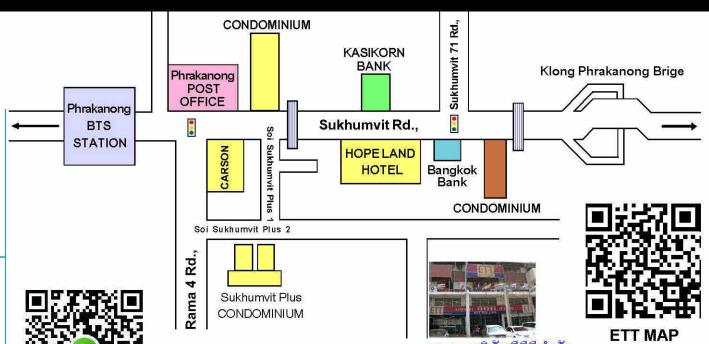 CONDOMINIUM
KASIKORN
BANK
Sukhumvit 71 Rd.,
Klong Phrakanong Brige
Phrakanong
POST
OFFICE
Phrakanong
BTS
STATION
Sukhumvit Rd.,
Soi Sukhumvit Plus 1
CARSON
HOPE LAND
HOTEL
Bangkok
Bank
CONDOMINIUM
Soi Sukhumvit Plus 2
Rama 4 Rd.,
Sukhumvit Plus
CONDOMINIUM
911
ETT MAP